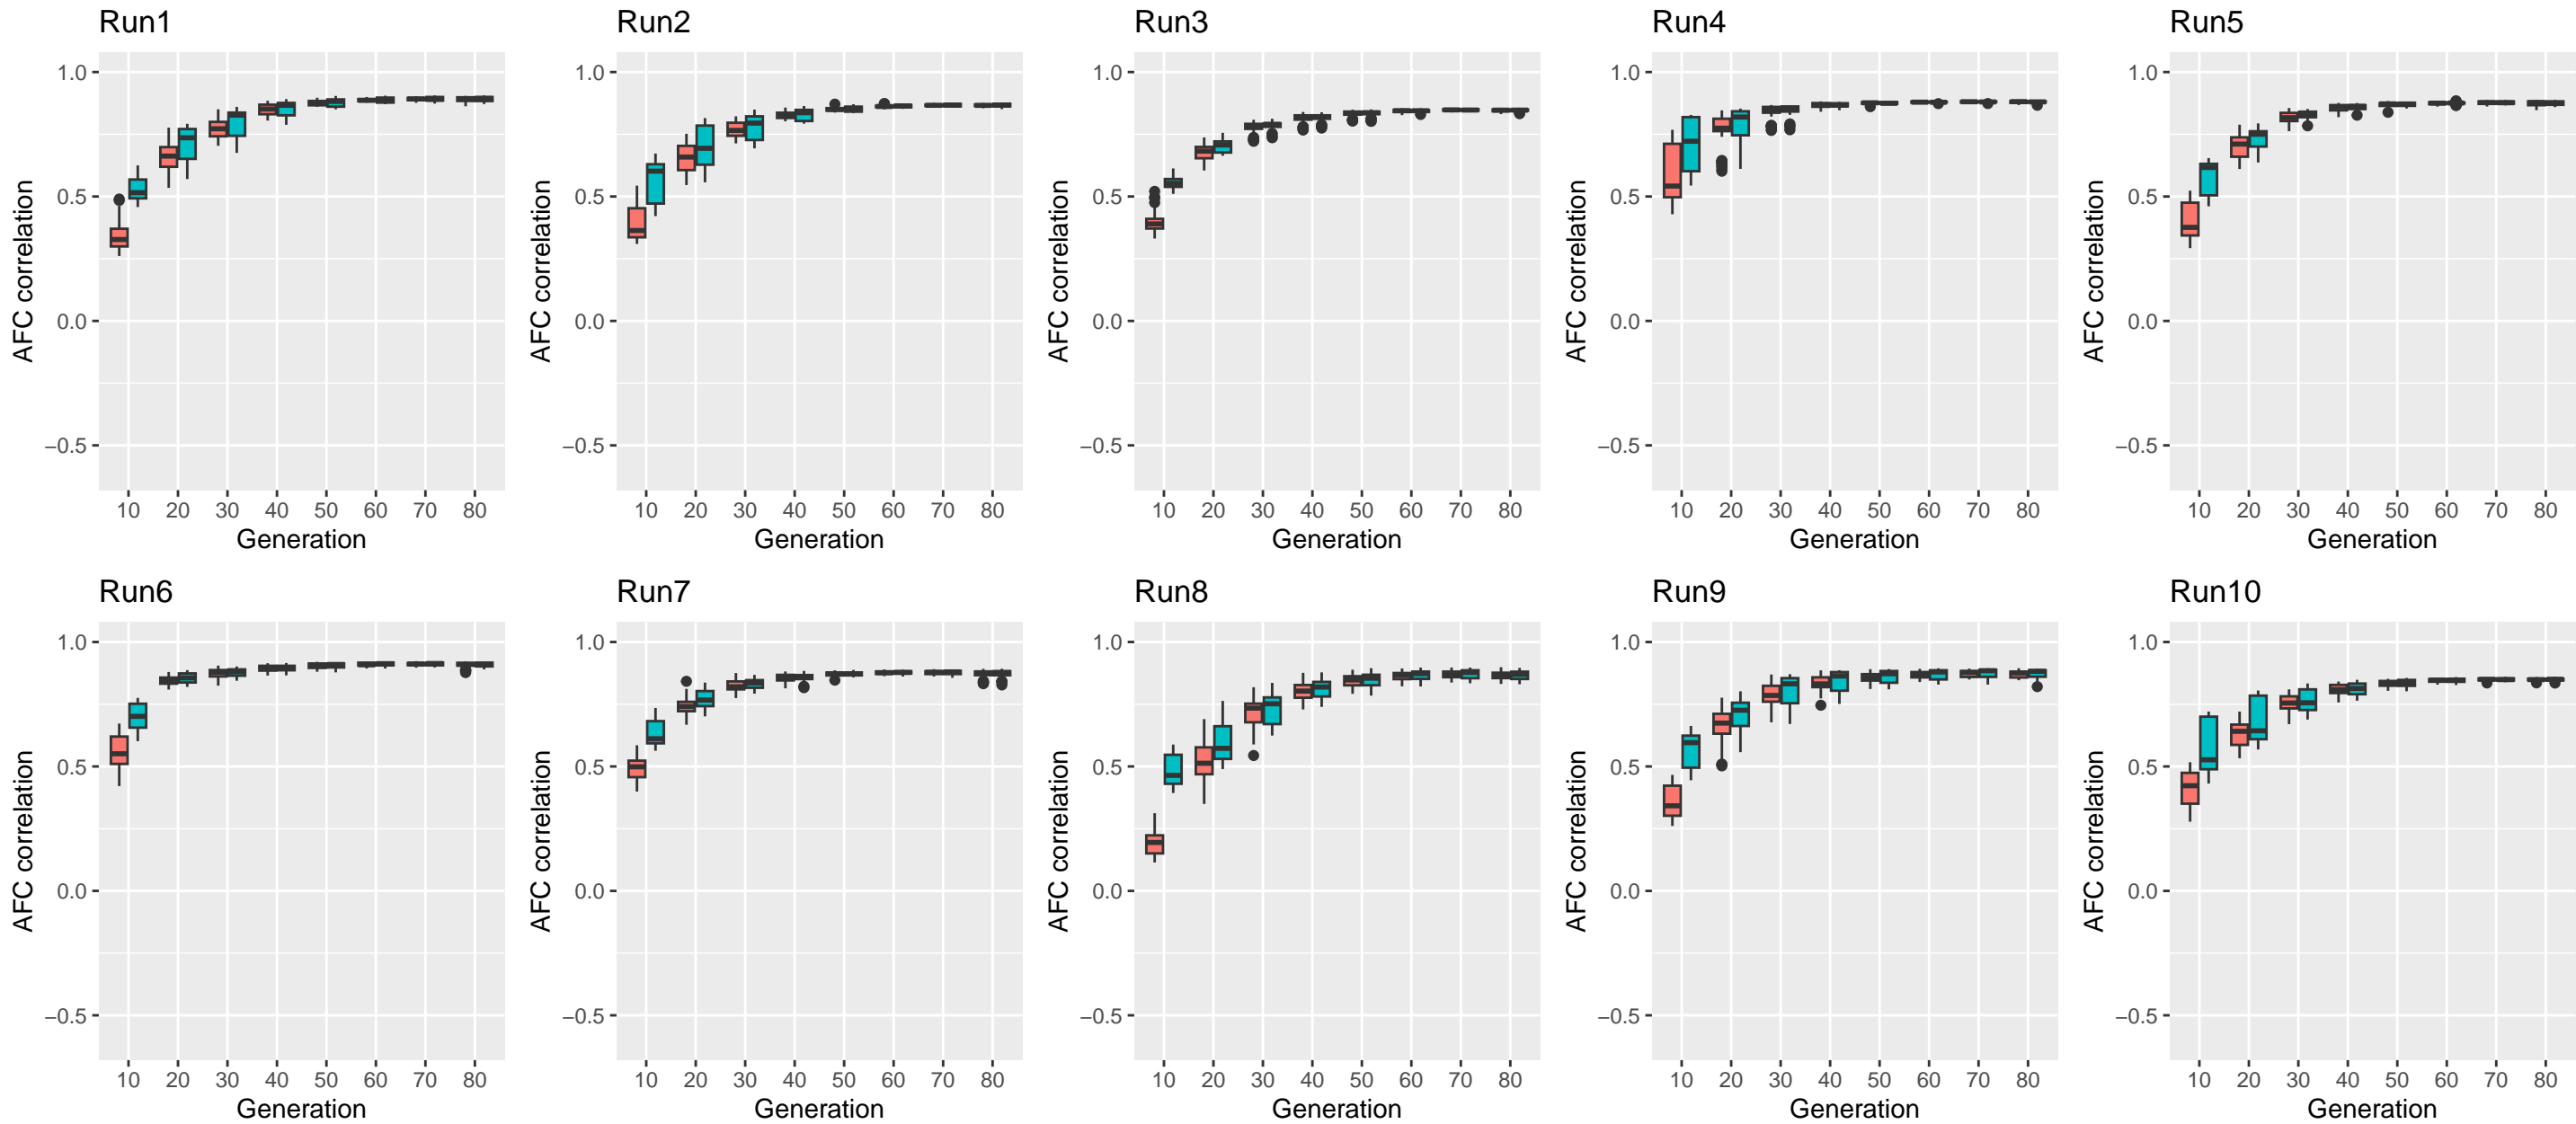 Run1 Run2 Run3 Run4 Run5
1.0 1.0 1.0 1.0 1.0
0.5 0.5 0.5 0.5 0.5
0.0 0.0 0.0 0.0 0.0
−0.5 −0.5 −0.5 −0.5 −0.5
AFC correlation AFC correlation AFC correlation AFC correlation AFC correlation
10 20 30 40 50 60 70 80 10 20 30 40 50 60 70 80 10 20 30 40 50 60 70 80 10 20 30 40 50 60 70 80 10 20 30 40 50 60 70 80
Generation Generation Generation Generation Generation
Run6 Run7 Run8 Run9 Run10
1.0 1.0 1.0 1.0 1.0
0.5 0.5 0.5 0.5 0.5
0.0 0.0 0.0 0.0 0.0
−0.5 −0.5 −0.5 −0.5 −0.5
AFC correlation AFC correlation AFC correlation AFC correlation AFC correlation
10 20 30 40 50 60 70 80 10 20 30 40 50 60 70 80 10 20 30 40 50 60 70 80 10 20 30 40 50 60 70 80 10 20 30 40 50 60 70 80
Generation Generation Generation Generation Generation